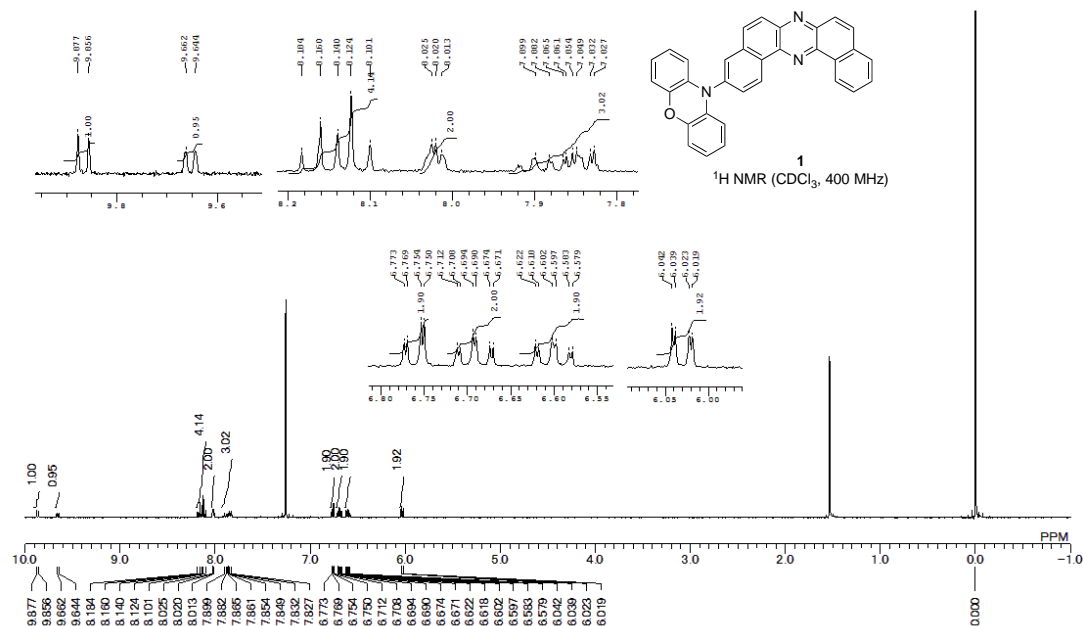 9.877 9.856 9.662 9.644
8.184 8.160 8.140 8.124 8.101 8.025 8.020 8.013 7.899 7.882 7.865 7.861 7.854 7.849 7.832 7.827
1.00 0.95
4.14 2.00 3.02
9.8 9.6
8.2 8.1 8.0 7.9 7.8
N
N
N
O
1
¹H NMR (CDCl₃, 400 MHz)
6.773 6.769 6.754 6.750 6.712 6.708 6.694 6.690 6.674 6.671 6.622 6.618 6.602 6.597 6.583 6.579
6.042 6.039 6.023 6.019
1.90 2.00 1.90
1.92
6.80 6.75 6.70 6.65 6.60 6.55
6.05 6.00
1.00 0.95 4.14 2.00 3.02 1.90 2.00 1.90 1.92
PPM
10.0 9.0 8.0 7.0 6.0 5.0 4.0 3.0 2.0 1.0 0.0 -1.0
9.877 9.856 9.662 9.644 8.184 8.160 8.140 8.124 8.101 8.025 8.020 8.013 7.899 7.882 7.865 7.861 7.854 7.849 7.832 7.827 6.773 6.769 6.754 6.750 6.712 6.708 6.694 6.690 6.674 6.671 6.622 6.618 6.602 6.597 6.583 6.579 6.042 6.039 6.023 6.019 0.000